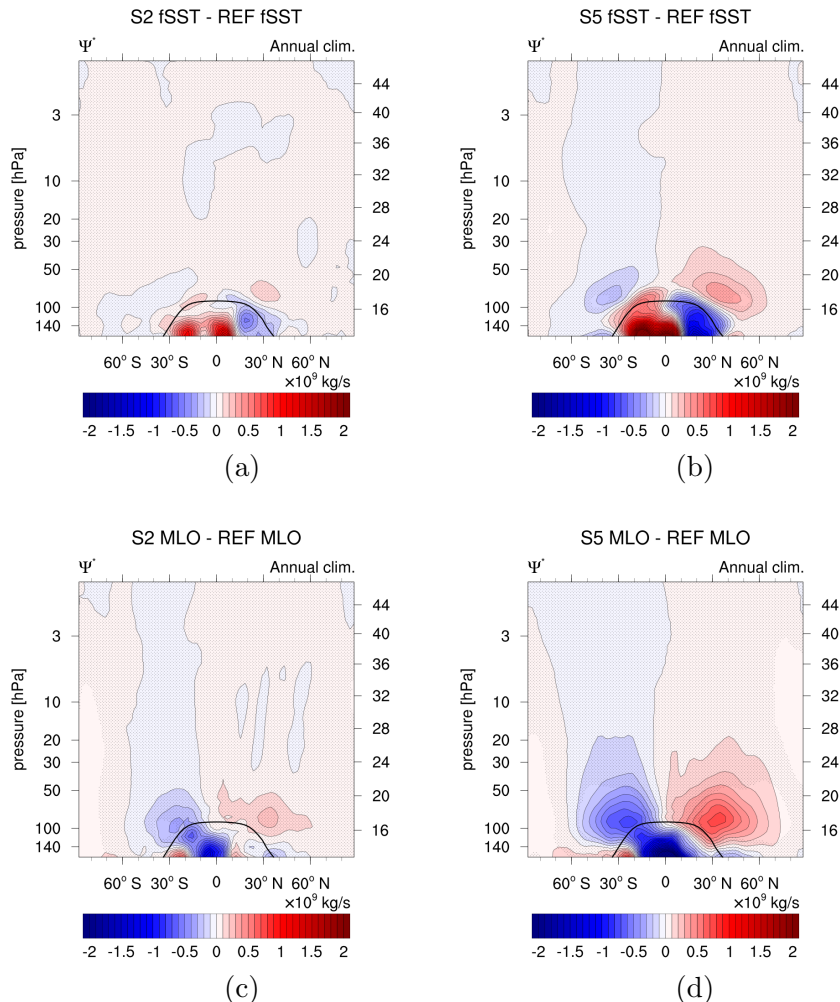 S2 fSST - REF fSST
Ψ* Annual clim.
pressure [hPa]
3
10
20
30
50
100
140
44
40
36
32
28
24
20
16
60° S 30° S 0 30° N 60° N
×10⁹ kg/s
-2 -1.5 -1 -0.5 0 0.5 1 1.5 2
(a)
S5 fSST - REF fSST
Ψ* Annual clim.
pressure [hPa]
3
10
20
30
50
100
140
44
40
36
32
28
24
20
16
60° S 30° S 0 30° N 60° N
×10⁹ kg/s
-2 -1.5 -1 -0.5 0 0.5 1 1.5 2
(b)
S2 MLO - REF MLO
Ψ* Annual clim.
pressure [hPa]
3
10
20
30
50
100
140
44
40
36
32
28
24
20
16
60° S 30° S 0 30° N 60° N
×10⁹ kg/s
-2 -1.5 -1 -0.5 0 0.5 1 1.5 2
(c)
S5 MLO - REF MLO
Ψ* Annual clim.
pressure [hPa]
3
10
20
30
50
100
140
44
40
36
32
28
24
20
16
60° S 30° S 0 30° N 60° N
×10⁹ kg/s
-2 -1.5 -1 -0.5 0 0.5 1 1.5 2
(d)